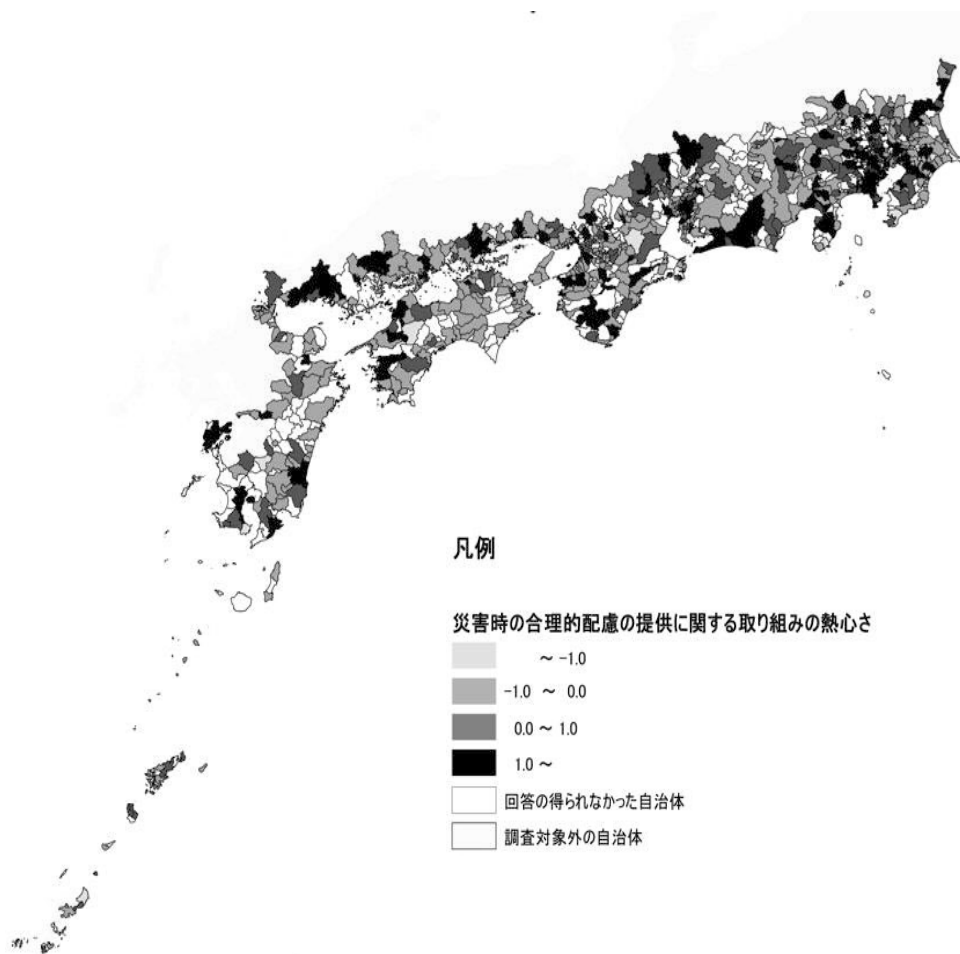 凡例
災害時の合理的配慮の提供に関する取り組みの熱心さ
～ -1.0
-1.0 ～ 0.0
0.0 ～ 1.0
1.0 ～
回答の得られなかった自治体
調査対象外の自治体